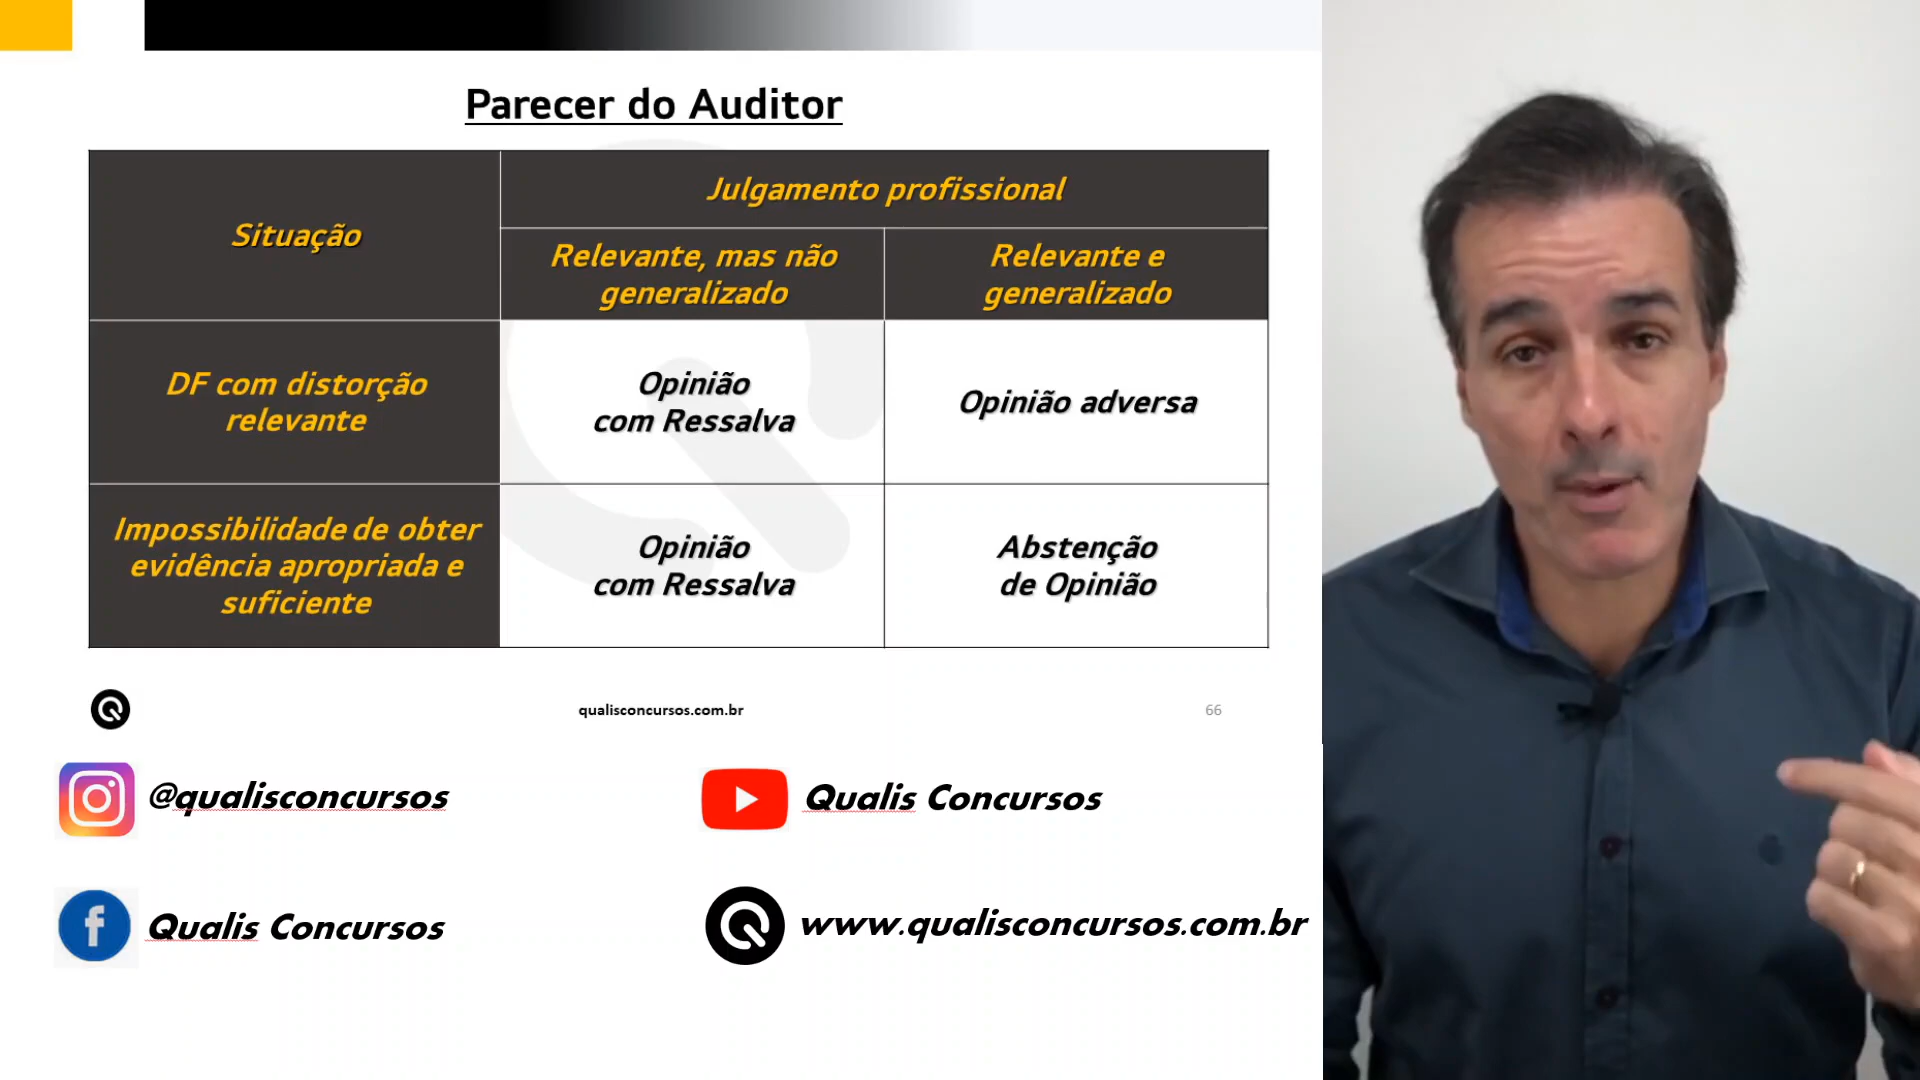 Parecer do Auditor
Situação
Julgamento profissional
Relevante, mas não
generalizado
Relevante e
generalizado
DF com distorção
relevante
Opinião
com Ressalva
Opinião adversa
Impossibilidade de obter
evidência apropriada e
suficiente
Opinião
com Ressalva
Abstenção
de Opinião
qualisconcursos.com.br
66
@qualisconcursos
Qualis Concursos
Qualis Concursos
www.qualisconcursos.com.br